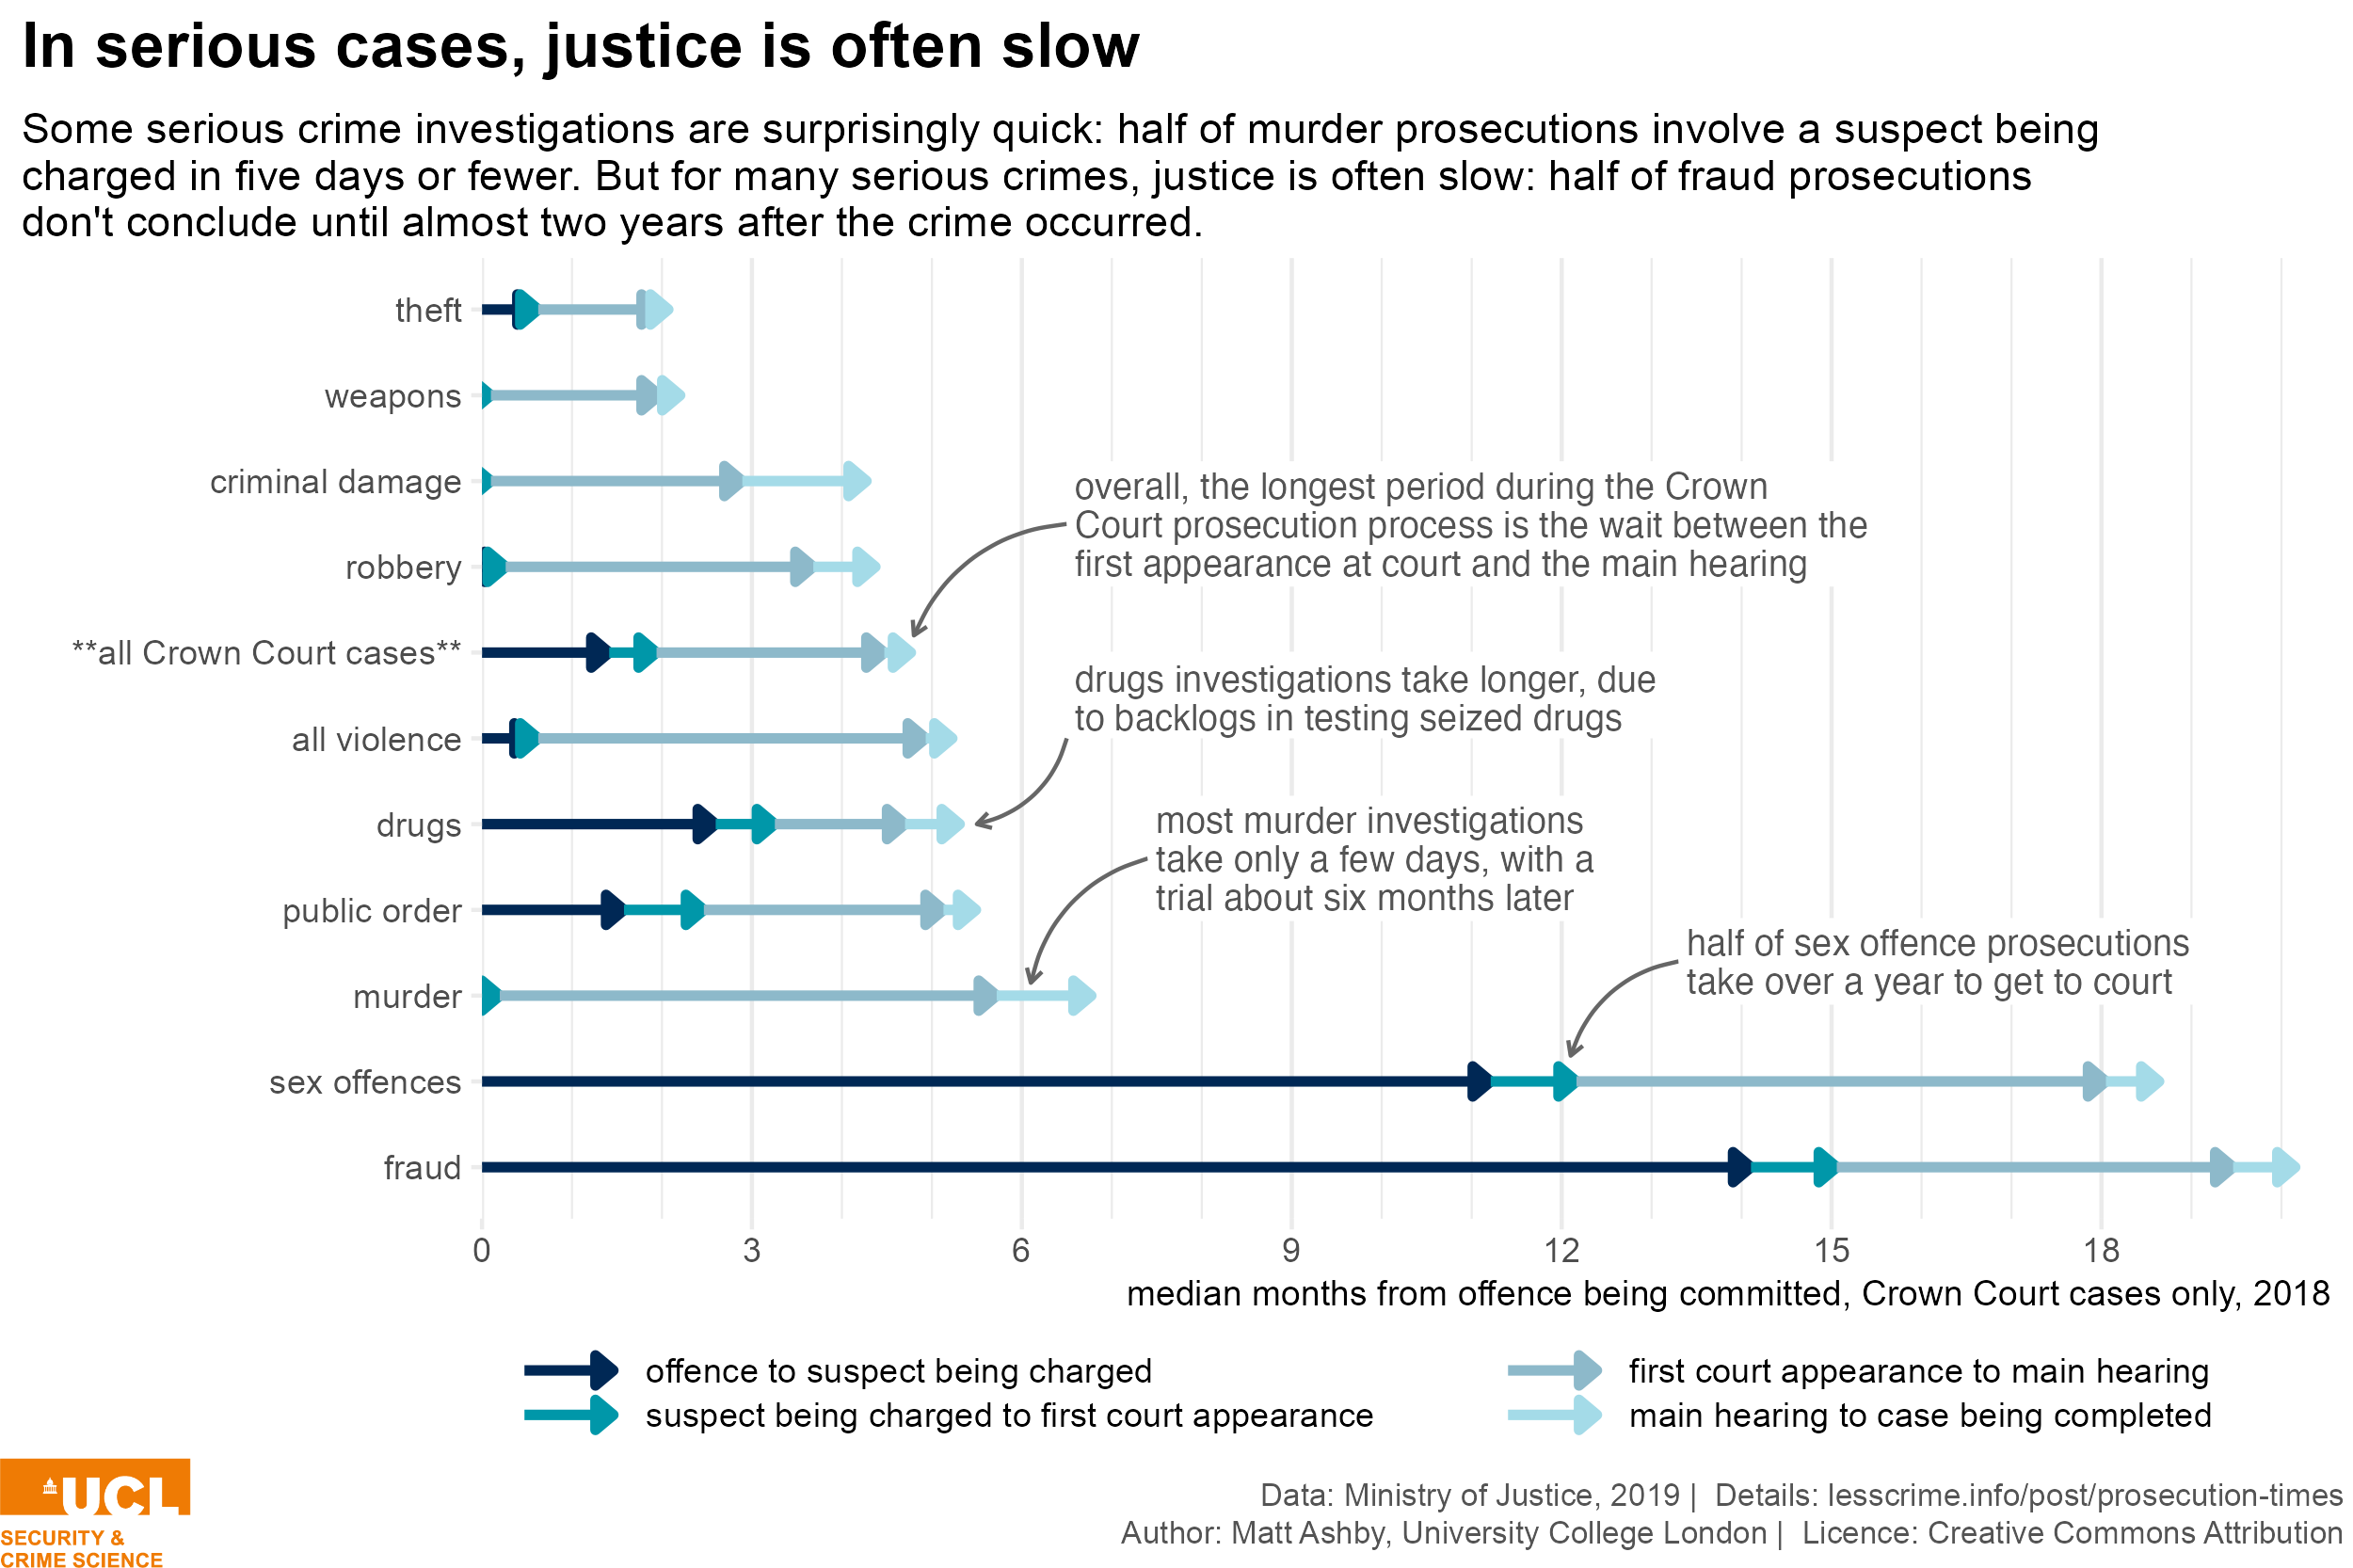 In serious cases, justice is often slow
Some serious crime investigations are surprisingly quick: half of murder prosecutions involve a suspect being
charged in five days or fewer. But for many serious crimes, justice is often slow: half of fraud prosecutions
don't conclude until almost two years after the crime occurred.
theft
weapons
criminal damage
robbery
**all Crown Court cases**
all violence
drugs
public order
murder
sex offences
fraud
overall, the longest period during the Crown
Court prosecution process is the wait between the
first appearance at court and the main hearing
drugs investigations take longer, due
to backlogs in testing seized drugs
most murder investigations
take only a few days, with a
trial about six months later
half of sex offence prosecutions
take over a year to get to court
0 3 6 9 12 15 18
median months from offence being committed, Crown Court cases only, 2018
offence to suspect being charged
suspect being charged to first court appearance
first court appearance to main hearing
main hearing to case being completed
UCL
SECURITY &
CRIME SCIENCE
Data: Ministry of Justice, 2019 | Details: lesscrime.info/post/prosecution-times
Author: Matt Ashby, University College London | Licence: Creative Commons Attribution